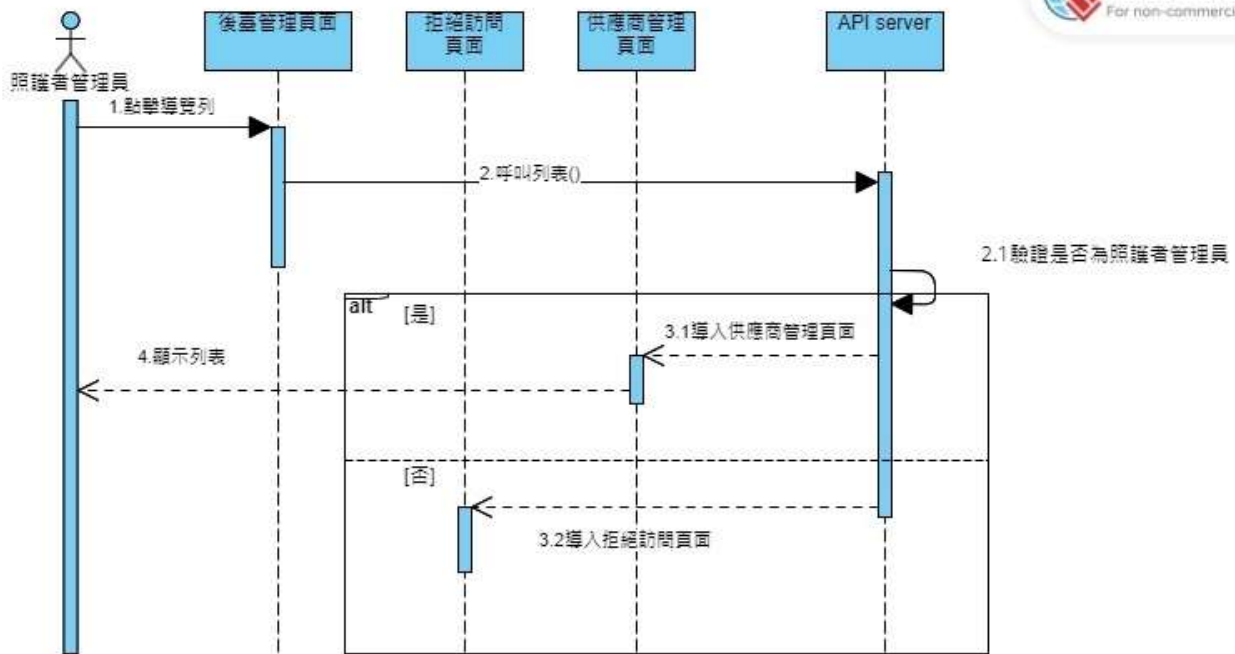 For non-commerci
後臺管理頁面
拒絕訪問
頁面
供應商管理
頁面
API server
照護者管理員
1.點擊導覽列
2.呼叫列表()
2.1驗證是否為照護者管理員
alt
[是]
3.1導入供應商管理頁面
4.顯示列表
[否]
3.2導入拒絕訪問頁面